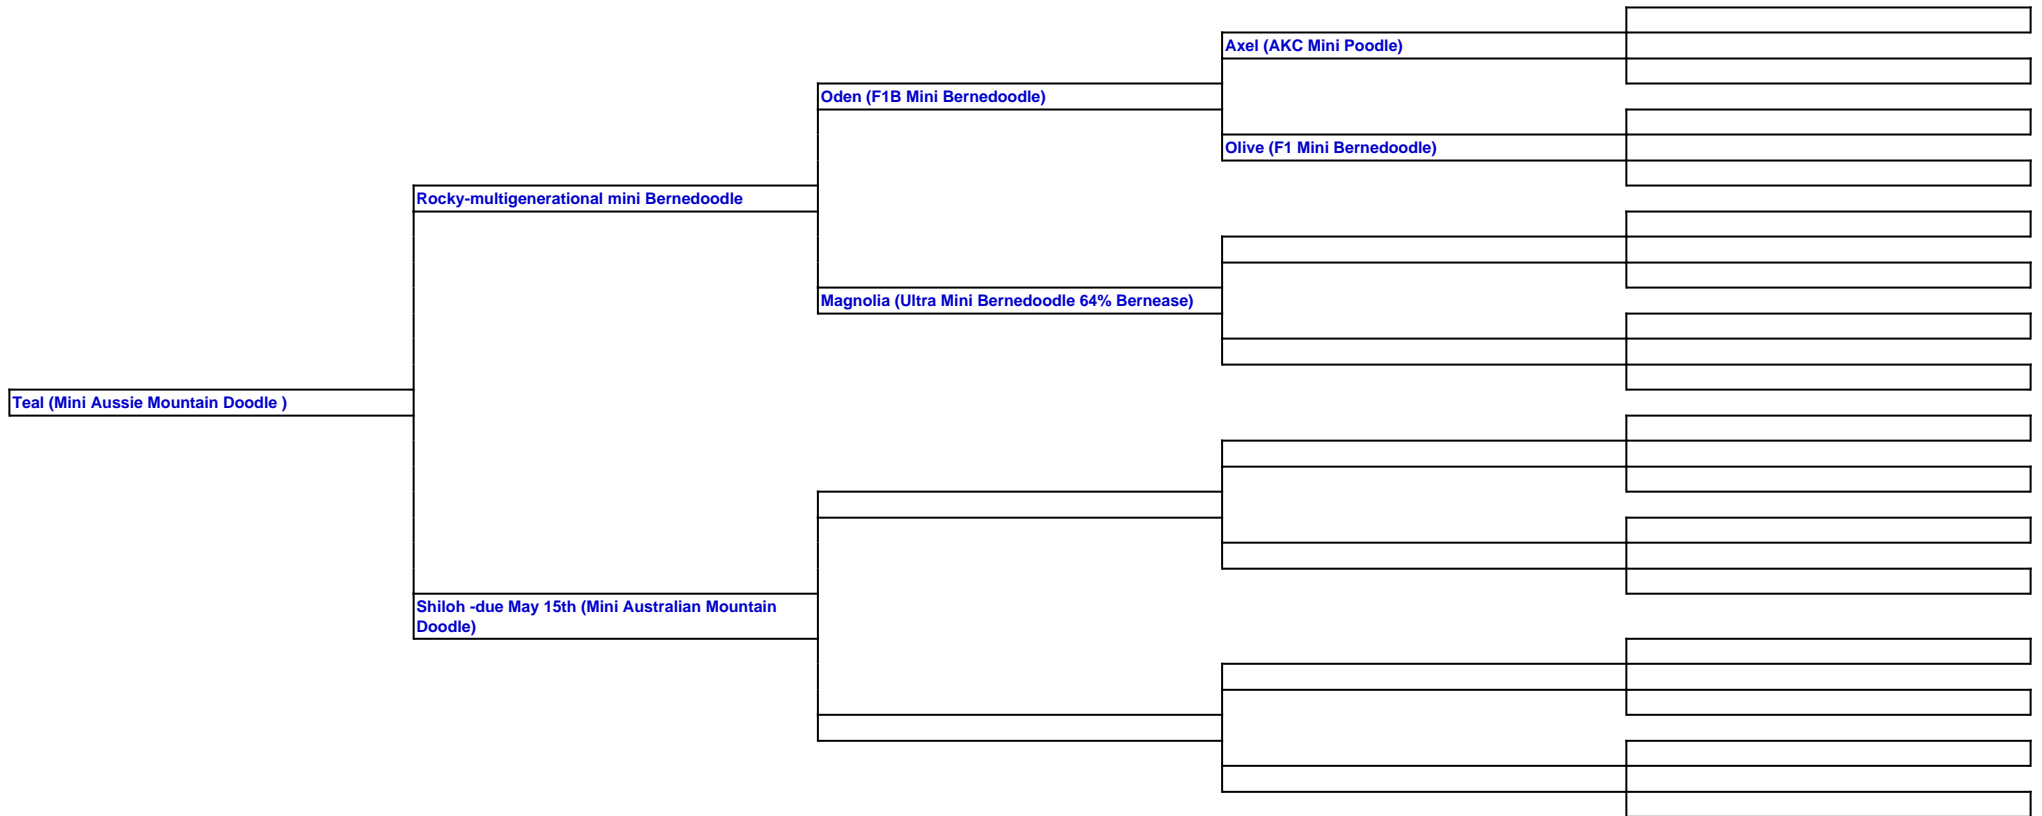 Axel (AKC Mini Poodle)
Oden (F1B Mini Bernedoodle)
Olive (F1 Mini Bernedoodle)
Rocky-multigenerational mini Bernedoodle
Magnolia (Ultra Mini Bernedoodle 64% Bernease)
Teal (Mini Aussie Mountain Doodle )
Shiloh -due May 15th (Mini Australian Mountain
Doodle)